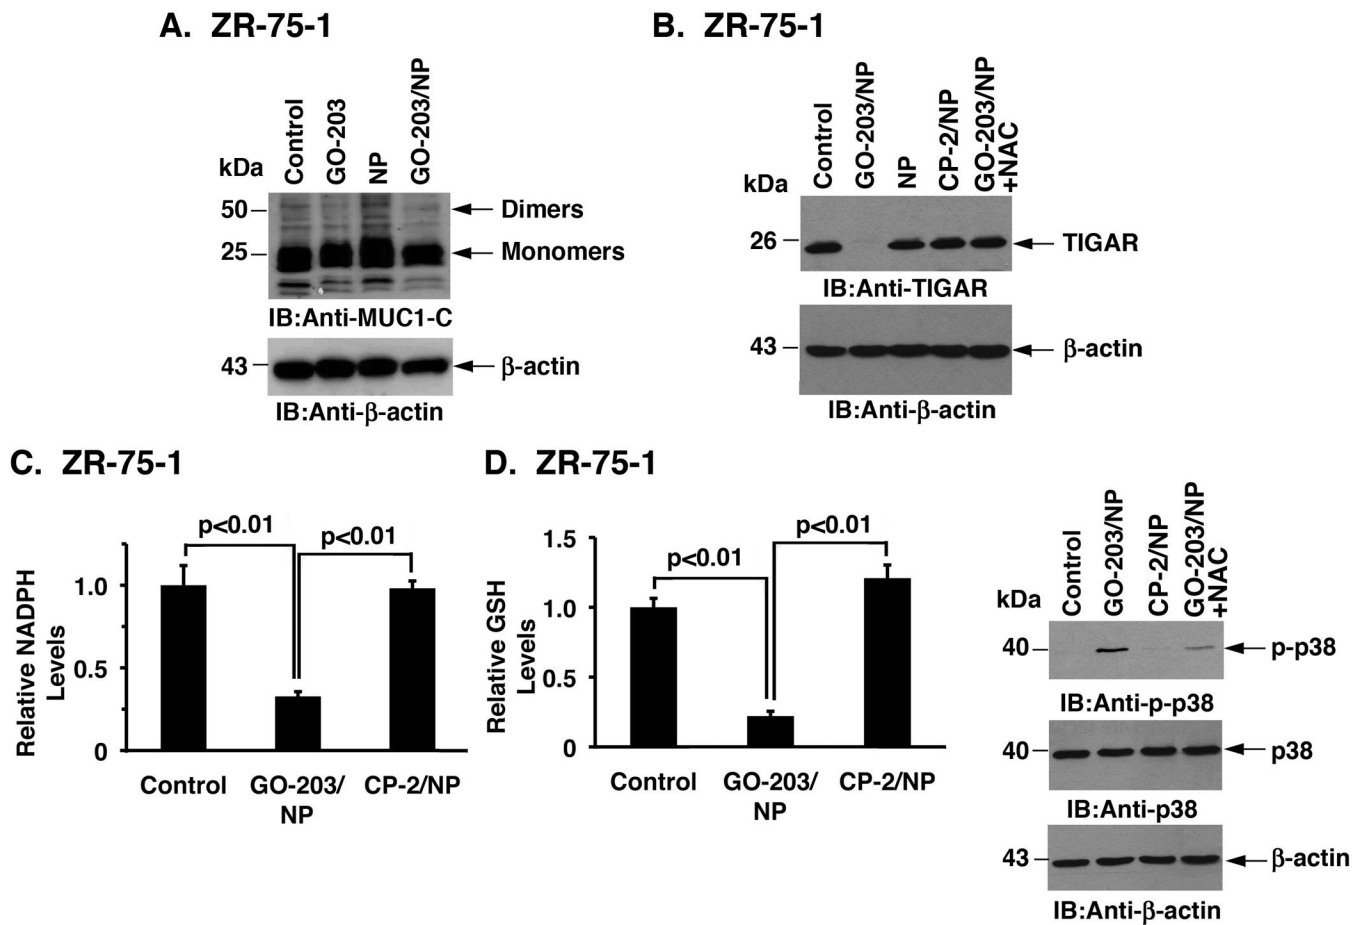 A. ZR-75-1
kDa
Control
GO-203
NP
GO-203/NP
50
Dimers
25
Monomers
IB:Anti-MUC1-C
43
β-actin
IB:Anti-β-actin
B. ZR-75-1
kDa
Control
GO-203/NP
NP
CP-2/NP
GO-203/NP
+NAC
26
TIGAR
IB:Anti-TIGAR
43
β-actin
IB:Anti-β-actin
C. ZR-75-1
Relative NADPH
Levels
1.0
0.5
0
p<0.01
p<0.01
Control
GO-203/
NP
CP-2/NP
D. ZR-75-1
Relative GSH
Levels
1.5
1.0
0.5
0
p<0.01
p<0.01
Control
GO-203/
NP
CP-2/NP
kDa
Control
GO-203/NP
CP-2/NP
GO-203/NP
+NAC
40
p-p38
IB:Anti-p-p38
40
p38
IB:Anti-p38
43
β-actin
IB:Anti-β-actin